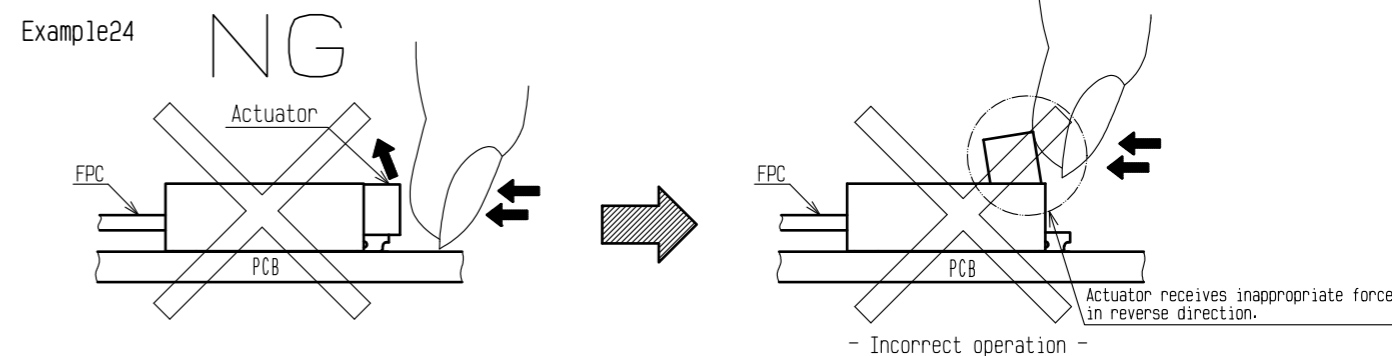 Example24
NG
Actuator
FPC
PCB
FPC
PCB
Actuator receives inappropriate force
in reverse direction.
- Incorrect operation -